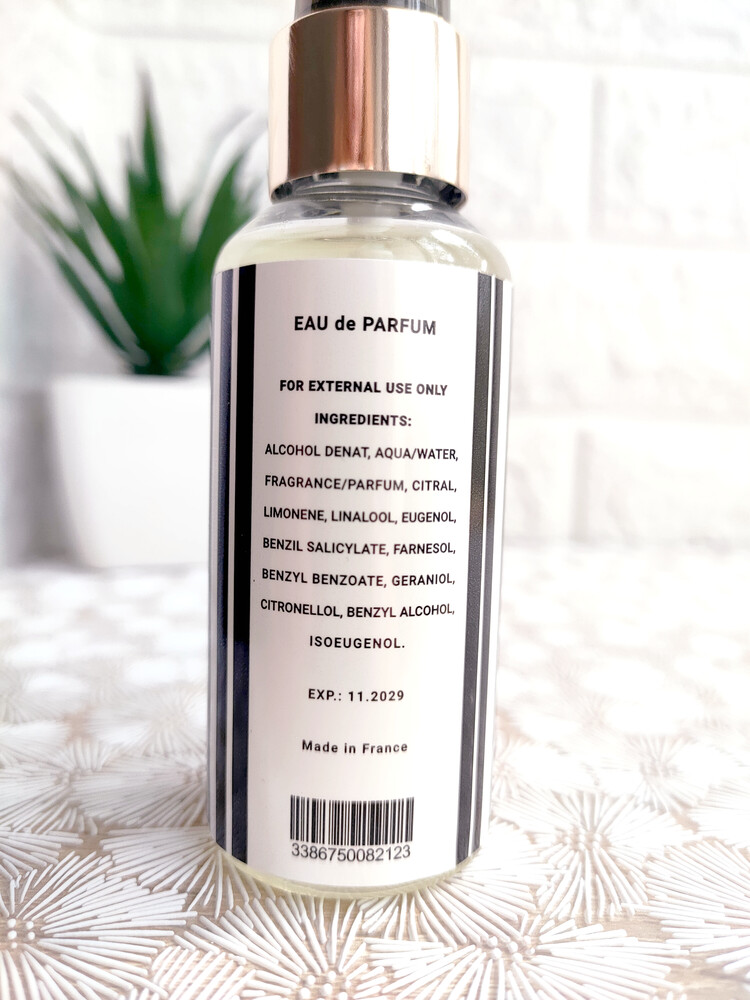 EAU de PARFUM
FOR EXTERNAL USE ONLY
INGREDIENTS:
ALCOHOL DENAT, AQUA/WATER,
FRAGRANCE/PARFUM, CITRAL,
LIMONENE, LINALOOL, EUGENOL,
BENZIL SALICYLATE, FARNESOL,
BENZYL BENZOATE, GERANIOL,
CITRONELLOL, BENZYL ALCOHOL,
ISOEUGENOL.
EXP.: 11.2029
Made in France
3386750082123